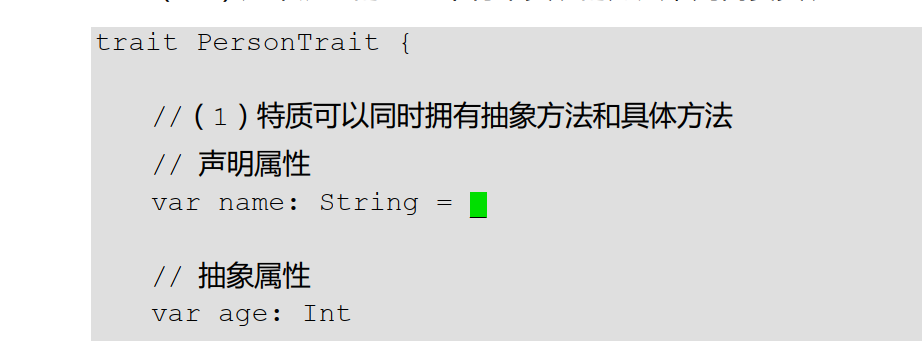 trait PersonTrait {
//（1）特质可以同时拥有抽象方法和具体方法
// 声明属性
var name: String = _
// 抽象属性
var age: Int